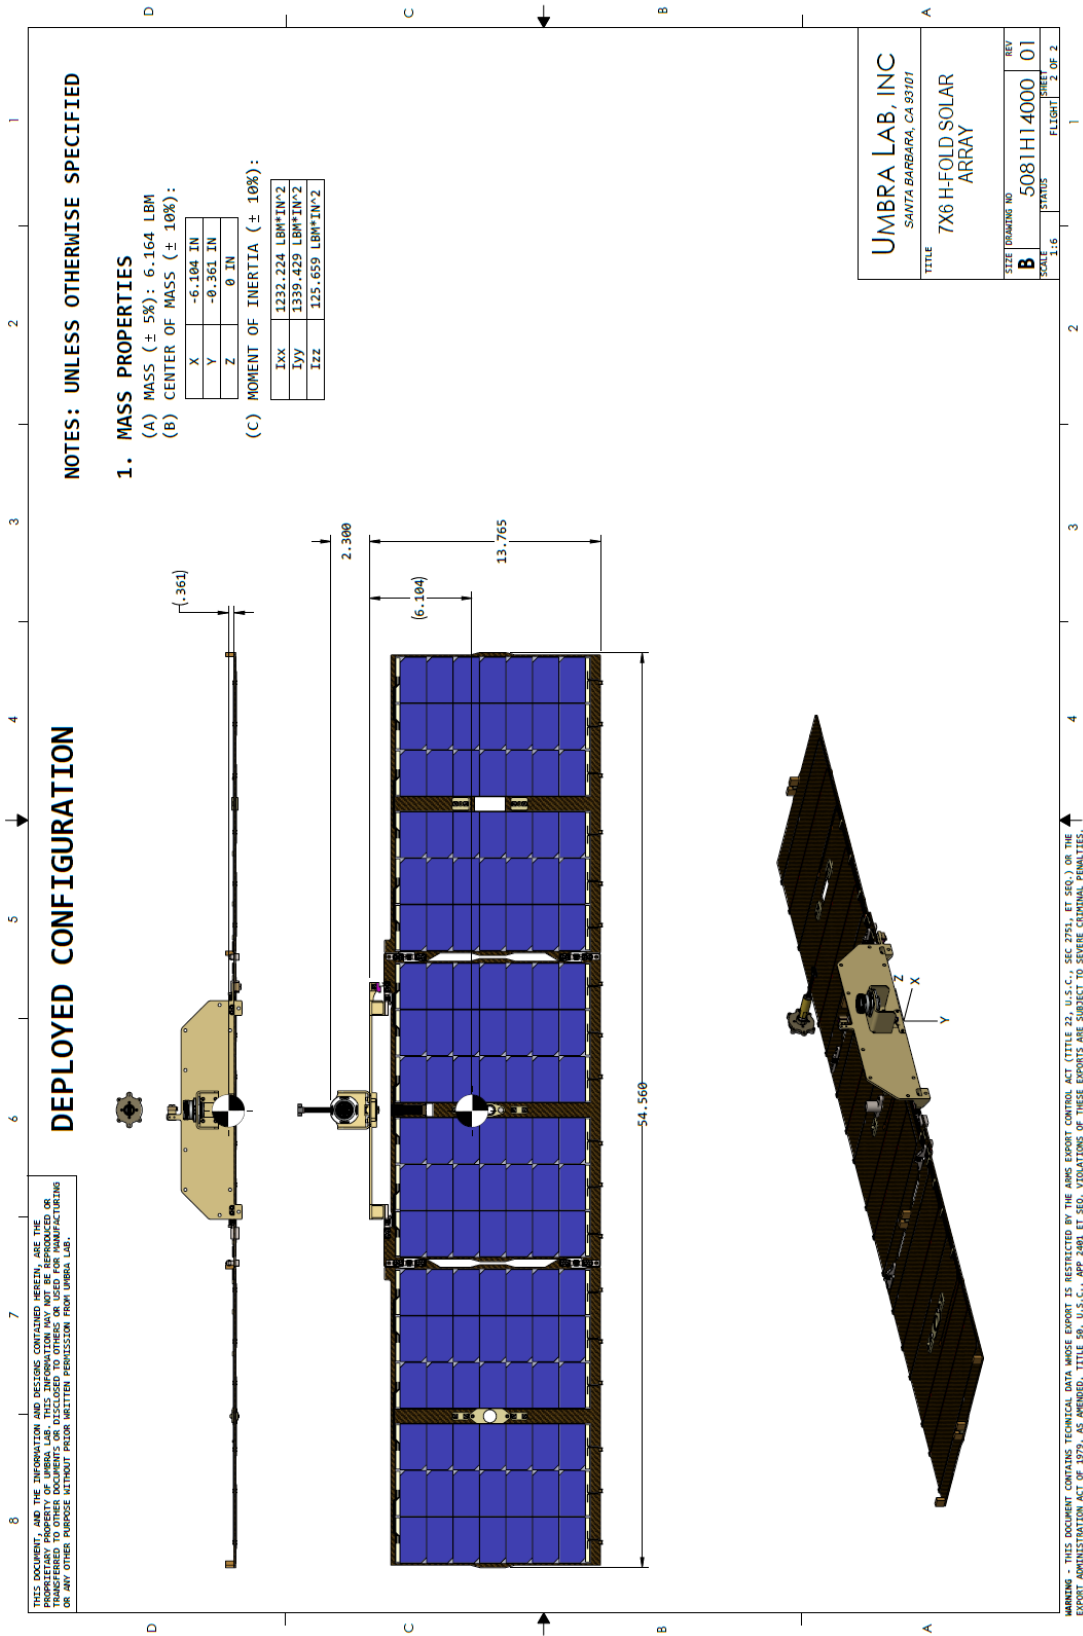 THIS DOCUMENT, AND THE INFORMATION AND DESIGNS CONTAINED HEREIN, ARE THE
PROPRIETARY PROPERTY OF UMBRA LAB. THIS INFORMATION MAY NOT BE REPRODUCED OR
TRANSFERRED TO OTHER DOCUMENTS OR DISCLOSED TO OTHERS OR USED FOR MANUFACTURING
OR ANY OTHER PURPOSE WITHOUT PRIOR WRITTEN PERMISSION FROM UMBRA LAB.
8
7
6
5
4
3
2
1
D
C
B
A
DEPLOYED CONFIGURATION
NOTES: UNLESS OTHERWISE SPECIFIED
1. MASS PROPERTIES
(A) MASS (± 5%): 6.164 LBM
(B) CENTER OF MASS (± 10%):
X -6.104 IN
Y -0.361 IN
Z 0 IN
(C) MOMENT OF INERTIA (± 10%):
Ixx 1232.224 LBM*IN^2
Iyy 1339.429 LBM*IN^2
Izz 125.659 LBM*IN^2
(.361)
2.300
(6.104)
13.765
54.560
Z
X
Y
UMBRA LAB, INC
SANTA BARBARA, CA 93101
TITLE
7X6 H-FOLD SOLAR
ARRAY
SIZE
B
DRAWING NO
5081H14000
REV
01
SCALE
1:6
STATUS
FLIGHT
SHEET
2 OF 2
D
C
B
A
4
3
2
1
WARNING - THIS DOCUMENT CONTAINS TECHNICAL DATA WHOSE EXPORT IS RESTRICTED BY THE ARMS EXPORT CONTROL ACT (TITLE 22, U.S.C., SEC 2751, ET SEQ.) OR THE
EXPORT ADMINISTRATION ACT OF 1979, AS AMENDED, TITLE 50, U.S.C., APP 2401 ET SEQ. VIOLATIONS OF THESE EXPORTS ARE SUBJECT TO SEVERE CRIMINAL PENALTIES.